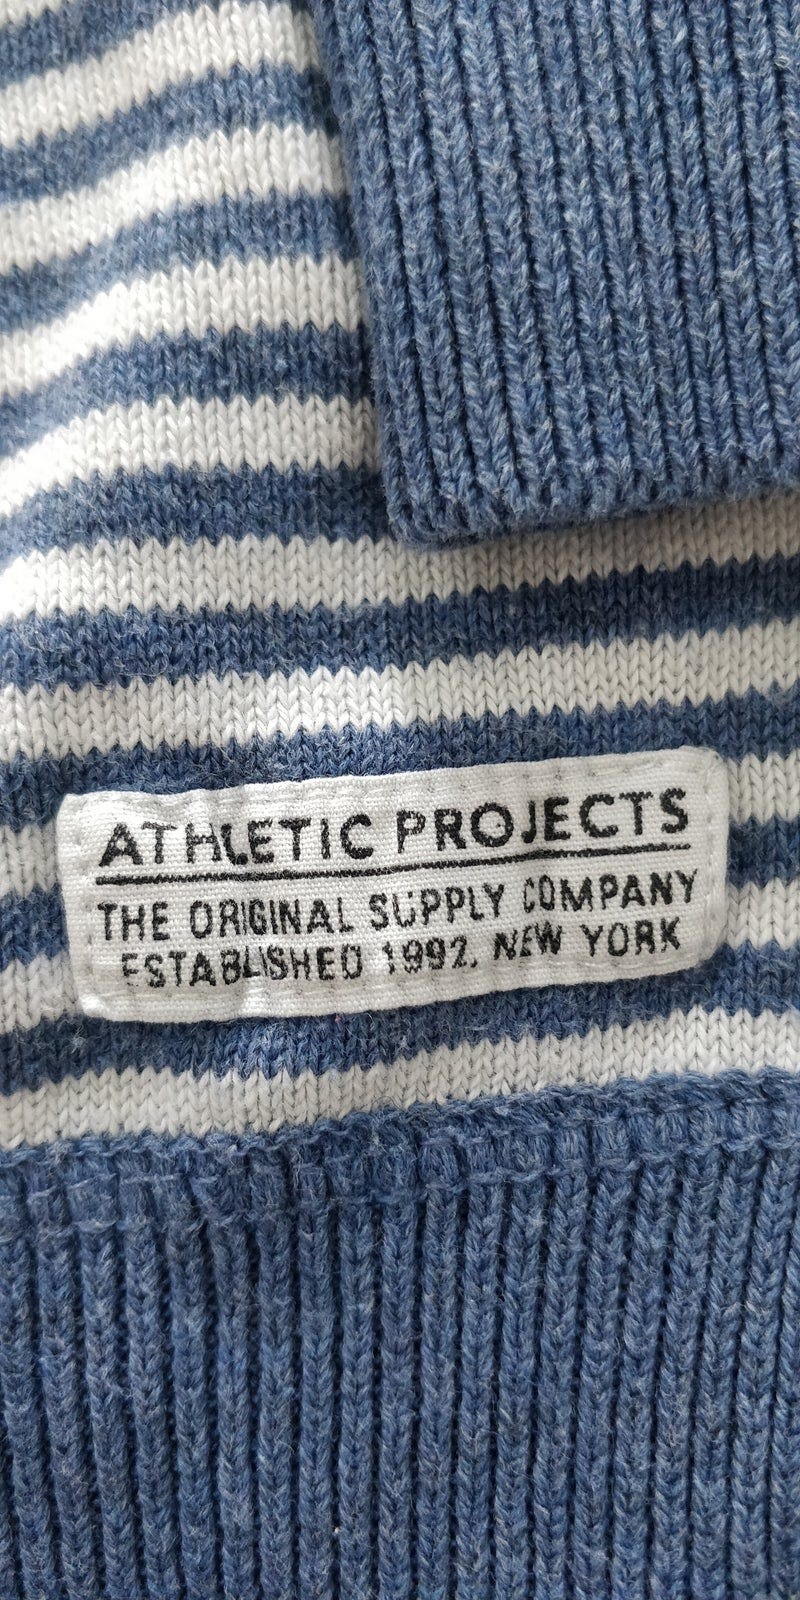 ATHLETIC PROJECTS
THE ORIGINAL SUPPLY COMPANY
ESTABLISHED 1992. NEW YORK